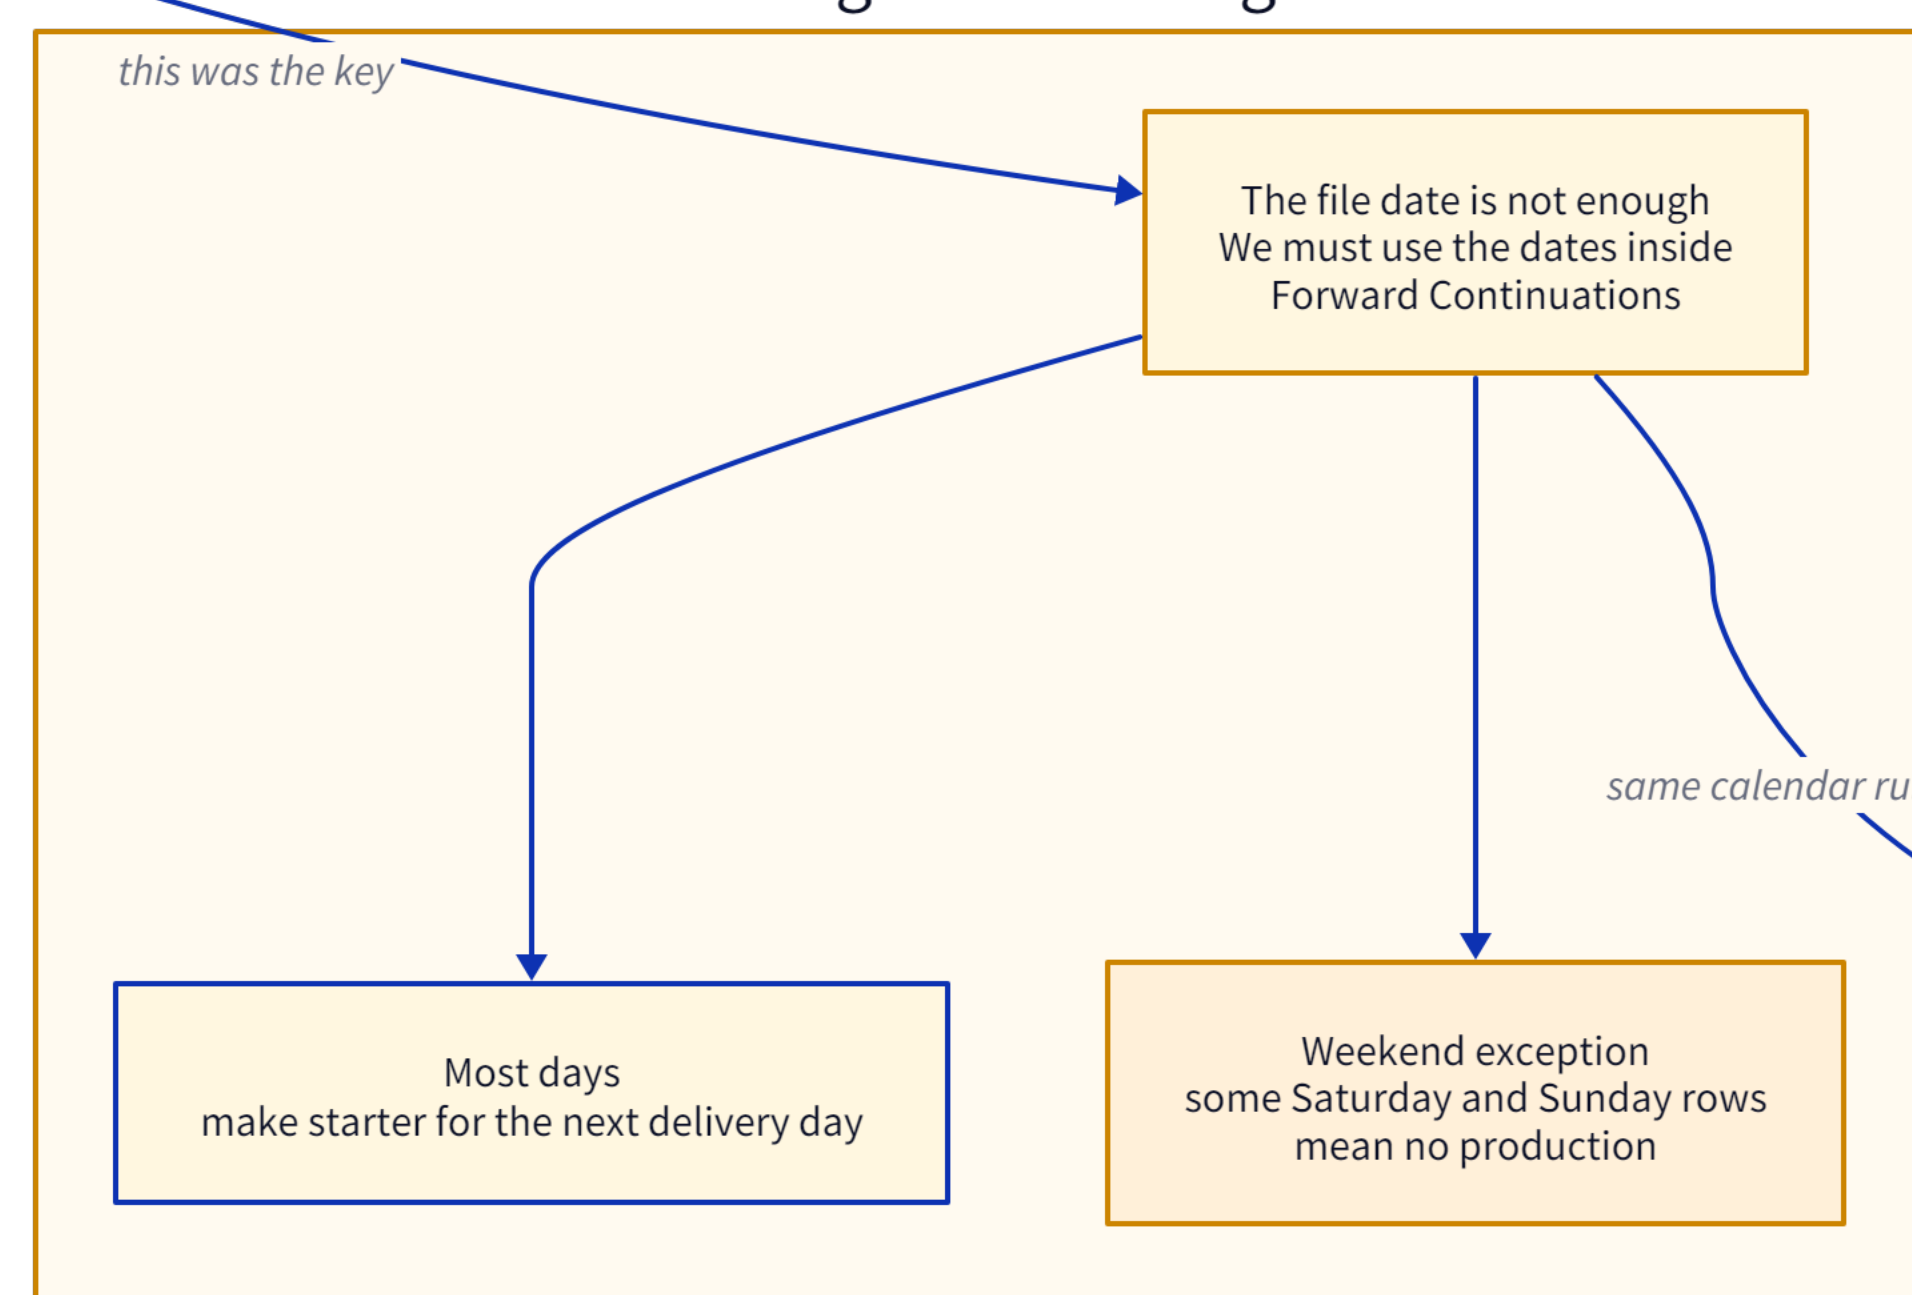 this was the key
The file date is not enough
We must use the dates inside
Forward Continuations
same calendar ru
Most days
make starter for the next delivery day
Weekend exception
some Saturday and Sunday rows
mean no production